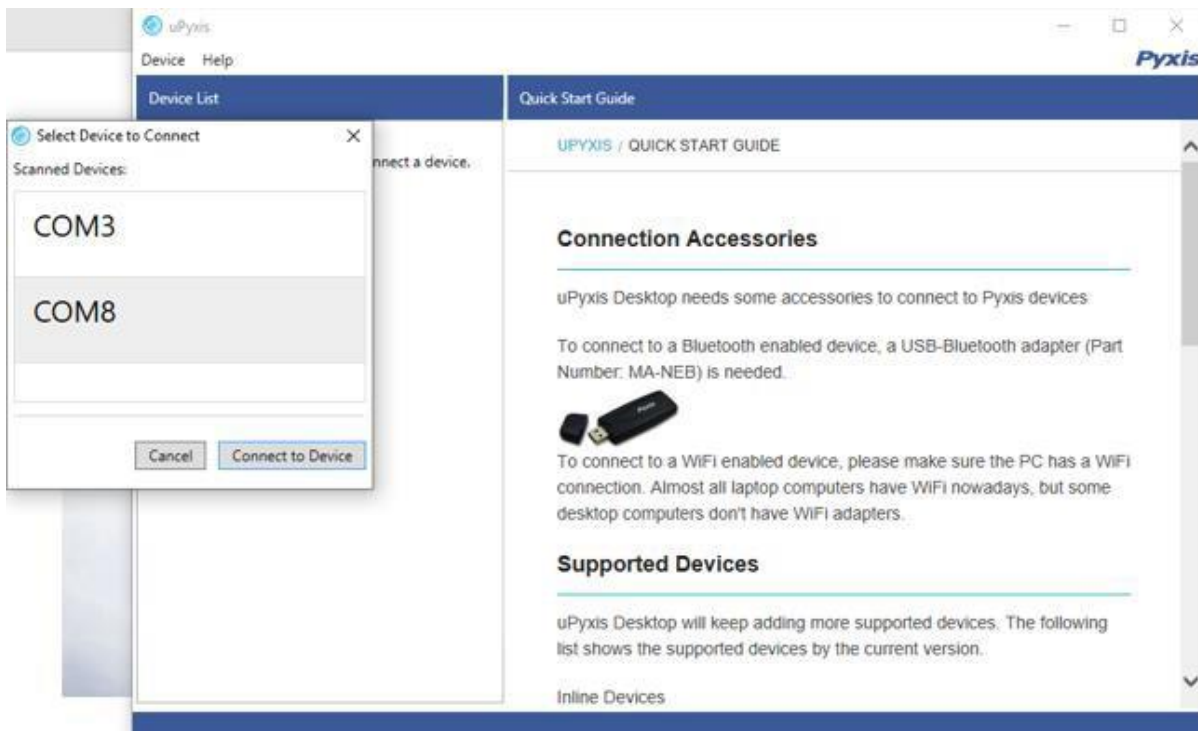 uPyxis
Device Help
Pyxis
Device List
Quick Start Guide
Select Device to Connect
Scanned Devices:
COM3
COM8
Cancel
Connect to Device
nnect a device.
UPYXIS / QUICK START GUIDE
Connection Accessories
uPyxis Desktop needs some accessories to connect to Pyxis devices
To connect to a Bluetooth enabled device, a USB-Bluetooth adapter (Part
Number: MA-NEB) is needed.
Pyxis
To connect to a WiFi enabled device, please make sure the PC has a WiFi
connection. Almost all laptop computers have WiFi nowadays, but some
desktop computers don't have WiFi adapters.
Supported Devices
uPyxis Desktop will keep adding more supported devices. The following
list shows the supported devices by the current version.
Inline Devices